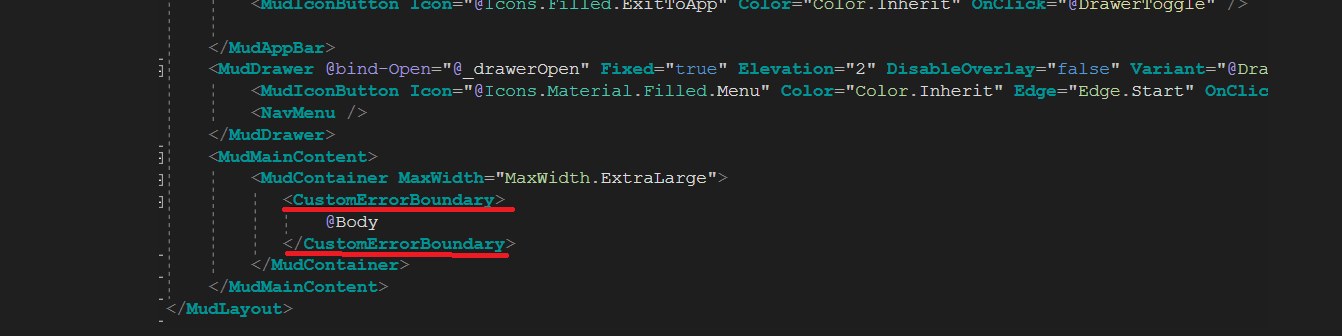 <MudIconButton Icon="@Icons.Filled.ExitToApp" Color="Color.Inherit" OnClick="@DrawerToggle" />
</MudAppBar>
<MudDrawer @bind-Open="@_drawerOpen" Fixed="true" Elevation="2" DisableOverlay="false" Variant="@Dra
<MudIconButton Icon="@Icons.Material.Filled.Menu" Color="Color.Inherit" Edge="Edge.Start" OnClic
<NavMenu />
</MudDrawer>
<MudMainContent>
<MudContainer MaxWidth="MaxWidth.ExtraLarge">
<CustomErrorBoundary>
@Body
</CustomErrorBoundary>
</MudContainer>
</MudMainContent>
</MudLayout>